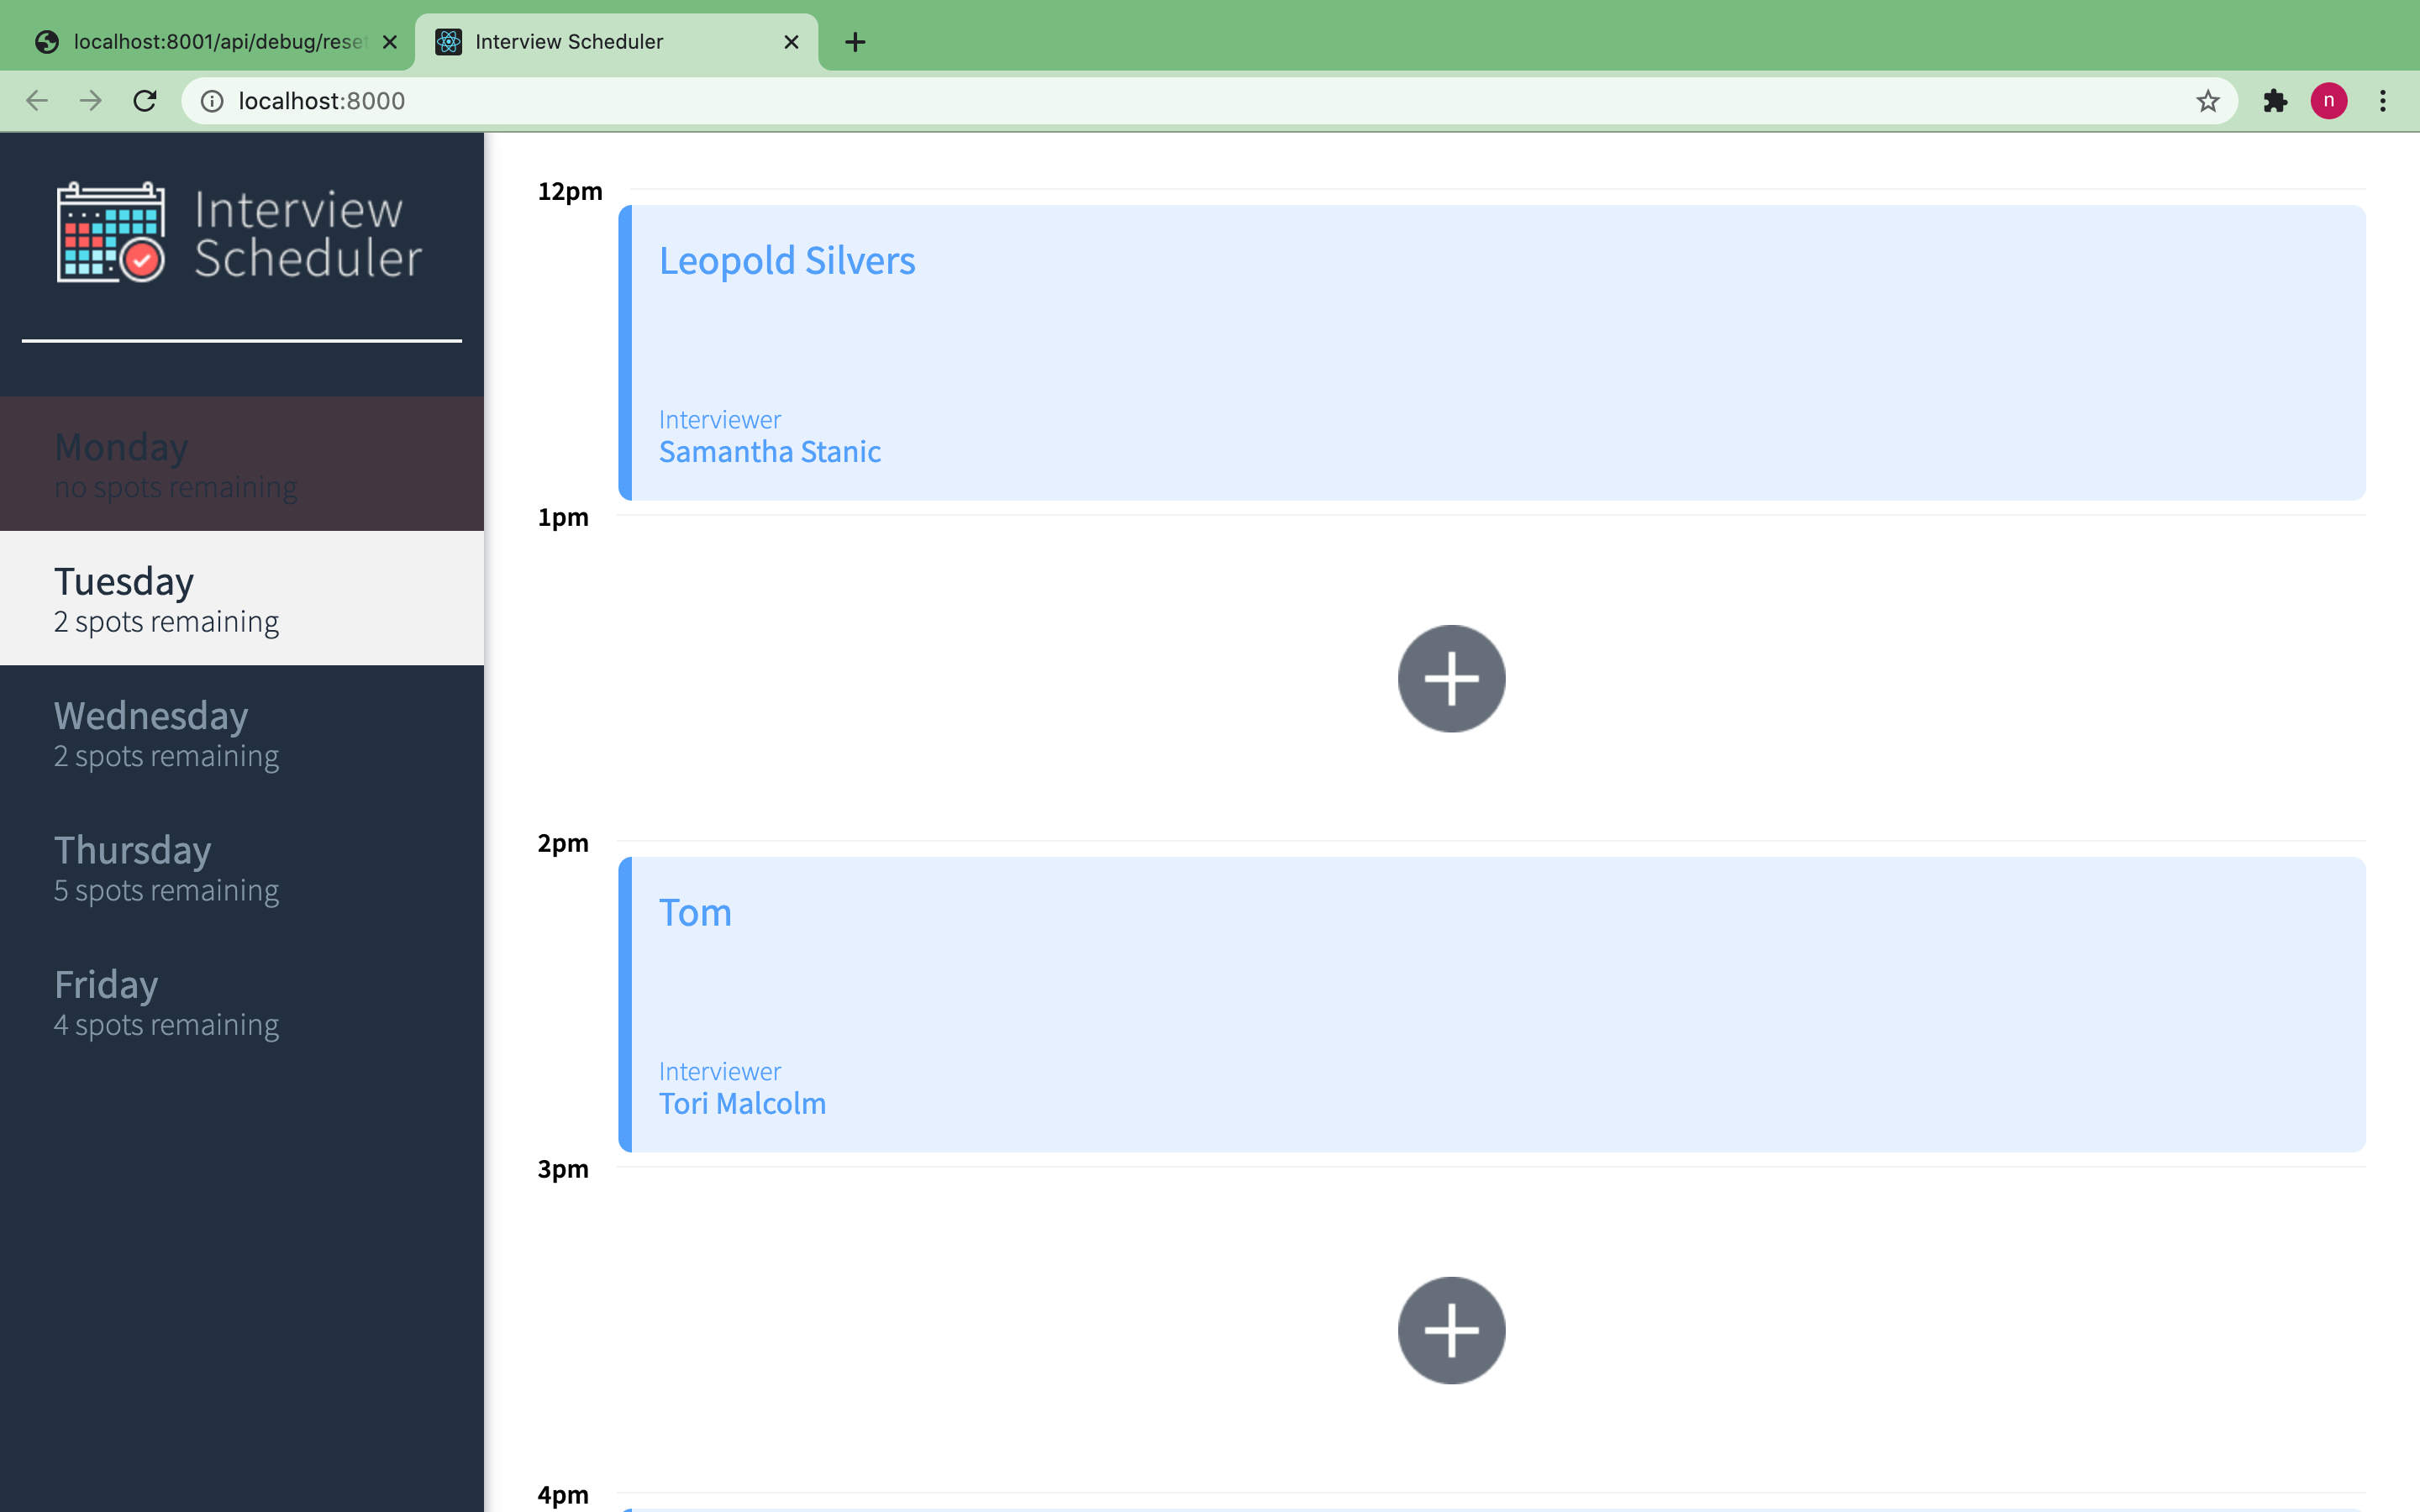 localhost:8001/api/debug/reset
Interview Scheduler
localhost:8000
n
Interview
Scheduler
Monday
no spots remaining
Tuesday
2 spots remaining
Wednesday
2 spots remaining
Thursday
5 spots remaining
Friday
4 spots remaining
12pm
Leopold Silvers
Interviewer
Samantha Stanic
1pm
2pm
Tom
Interviewer
Tori Malcolm
3pm
4pm